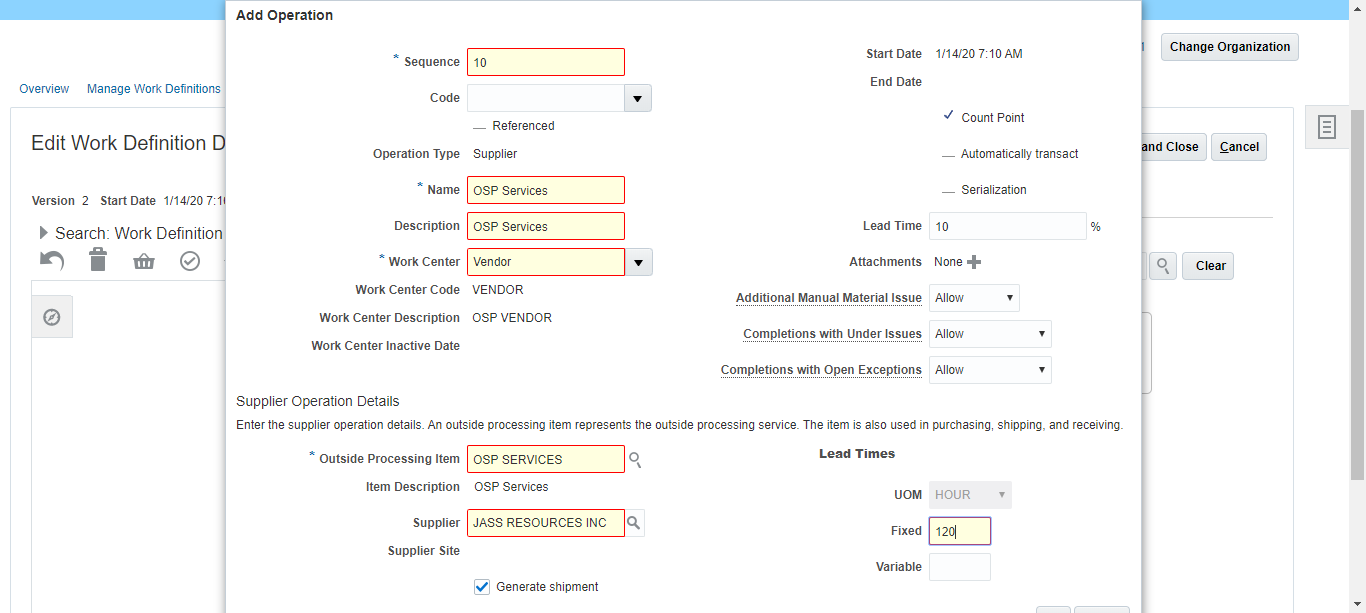 Add Operation
* Sequence 10
Code
Referenced
Operation Type Supplier
* Name OSP Services
Description OSP Services
* Work Center Vendor
Work Center Code VENDOR
Work Center Description OSP VENDOR
Work Center Inactive Date
Start Date 1/14/20 7:10 AM
End Date
Count Point
Automatically transact
Serialization
Lead Time 10 %
Attachments None
Additional Manual Material Issue Allow
Completions with Under Issues Allow
Completions with Open Exceptions Allow
Supplier Operation Details
Enter the supplier operation details. An outside processing item represents the outside processing service. The item is also used in purchasing, shipping, and receiving.
* Outside Processing Item OSP SERVICES
Item Description OSP Services
Supplier JASS RESOURCES INC
Supplier Site
Generate shipment
Lead Times
UOM HOUR
Fixed 120
Variable
Change Organization
Overview Manage Work Definitions
Edit Work Definition D
and Close Cancel
Version 2 Start Date 1/14/20 7:1
Search: Work Definition
Clear